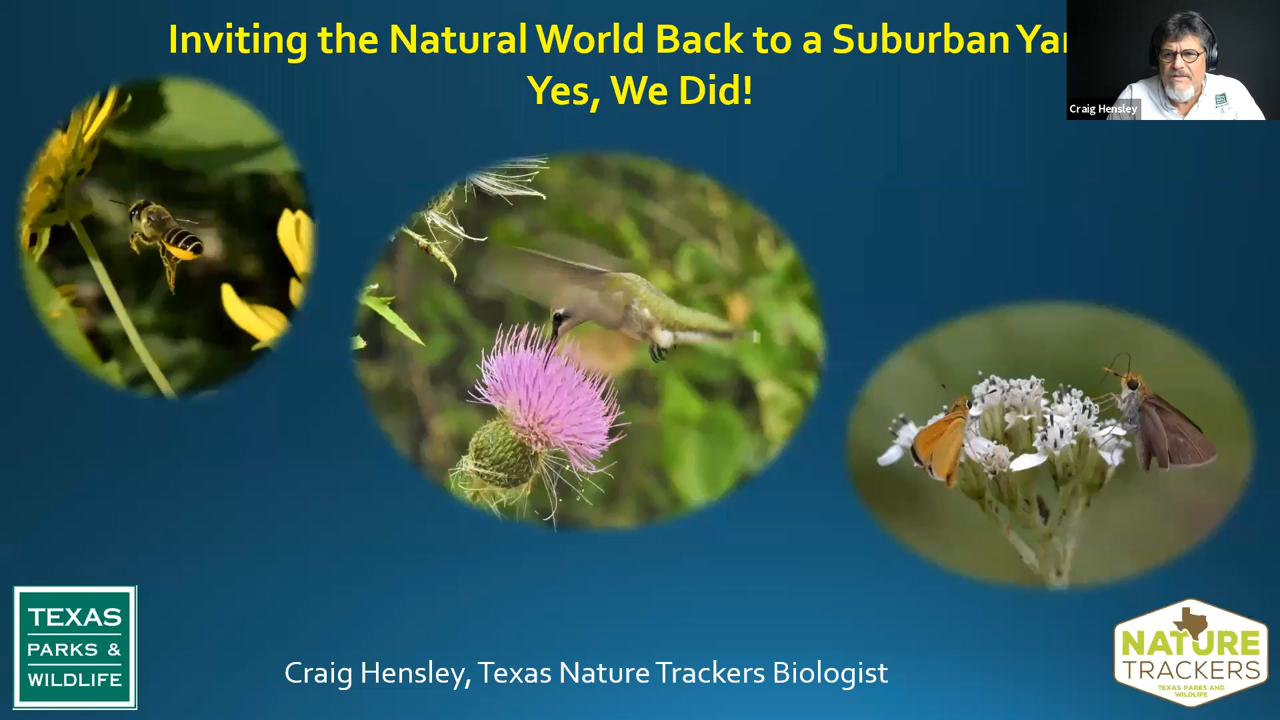 Inviting the Natural World Back to a Suburban Yar
Yes, We Did!
Craig Hensley
TEXAS
PARKS &
WILDLIFE
Craig Hensley, Texas Nature Trackers Biologist
NATURE
TRACKERS
TEXAS PARKS AND
WILDLIFE